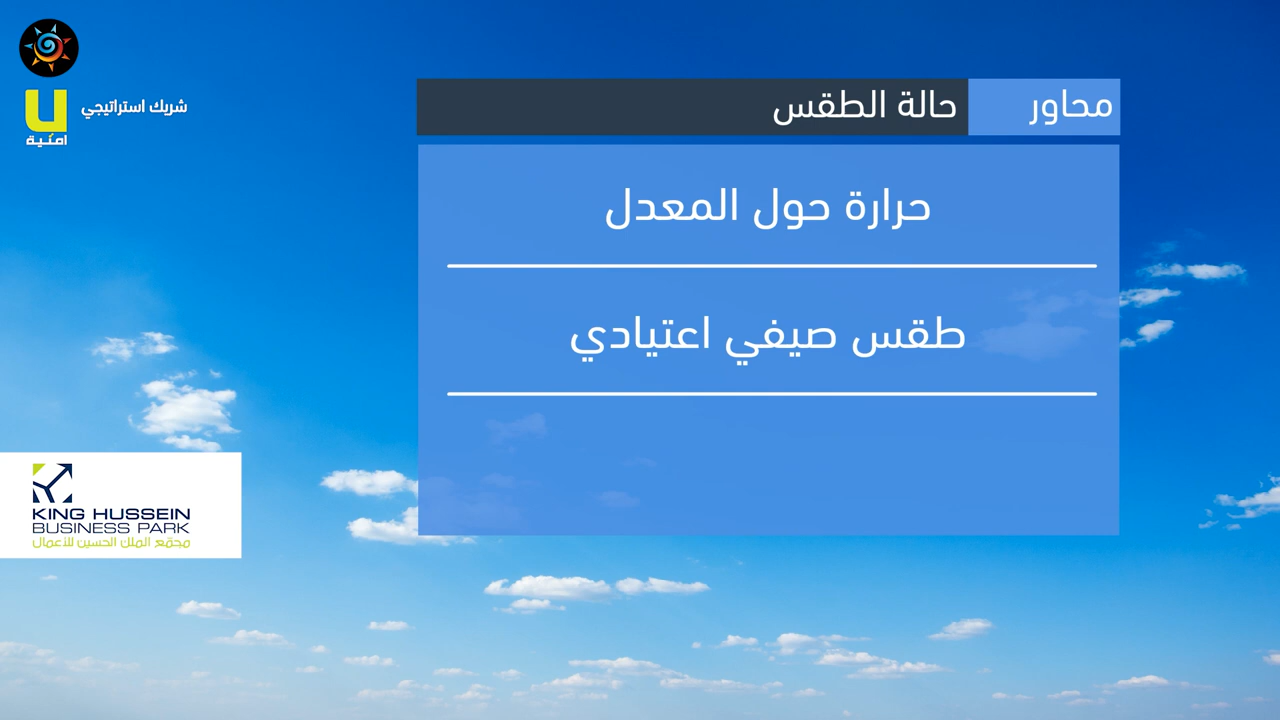 محاور
حالة الطقس
حرارة حول المعدل
طقس صيفي اعتيادي
شريك استراتيجي
امنية
KING HUSSEIN
BUSINESS PARK
مجمّع الملك الحسين للأعمال